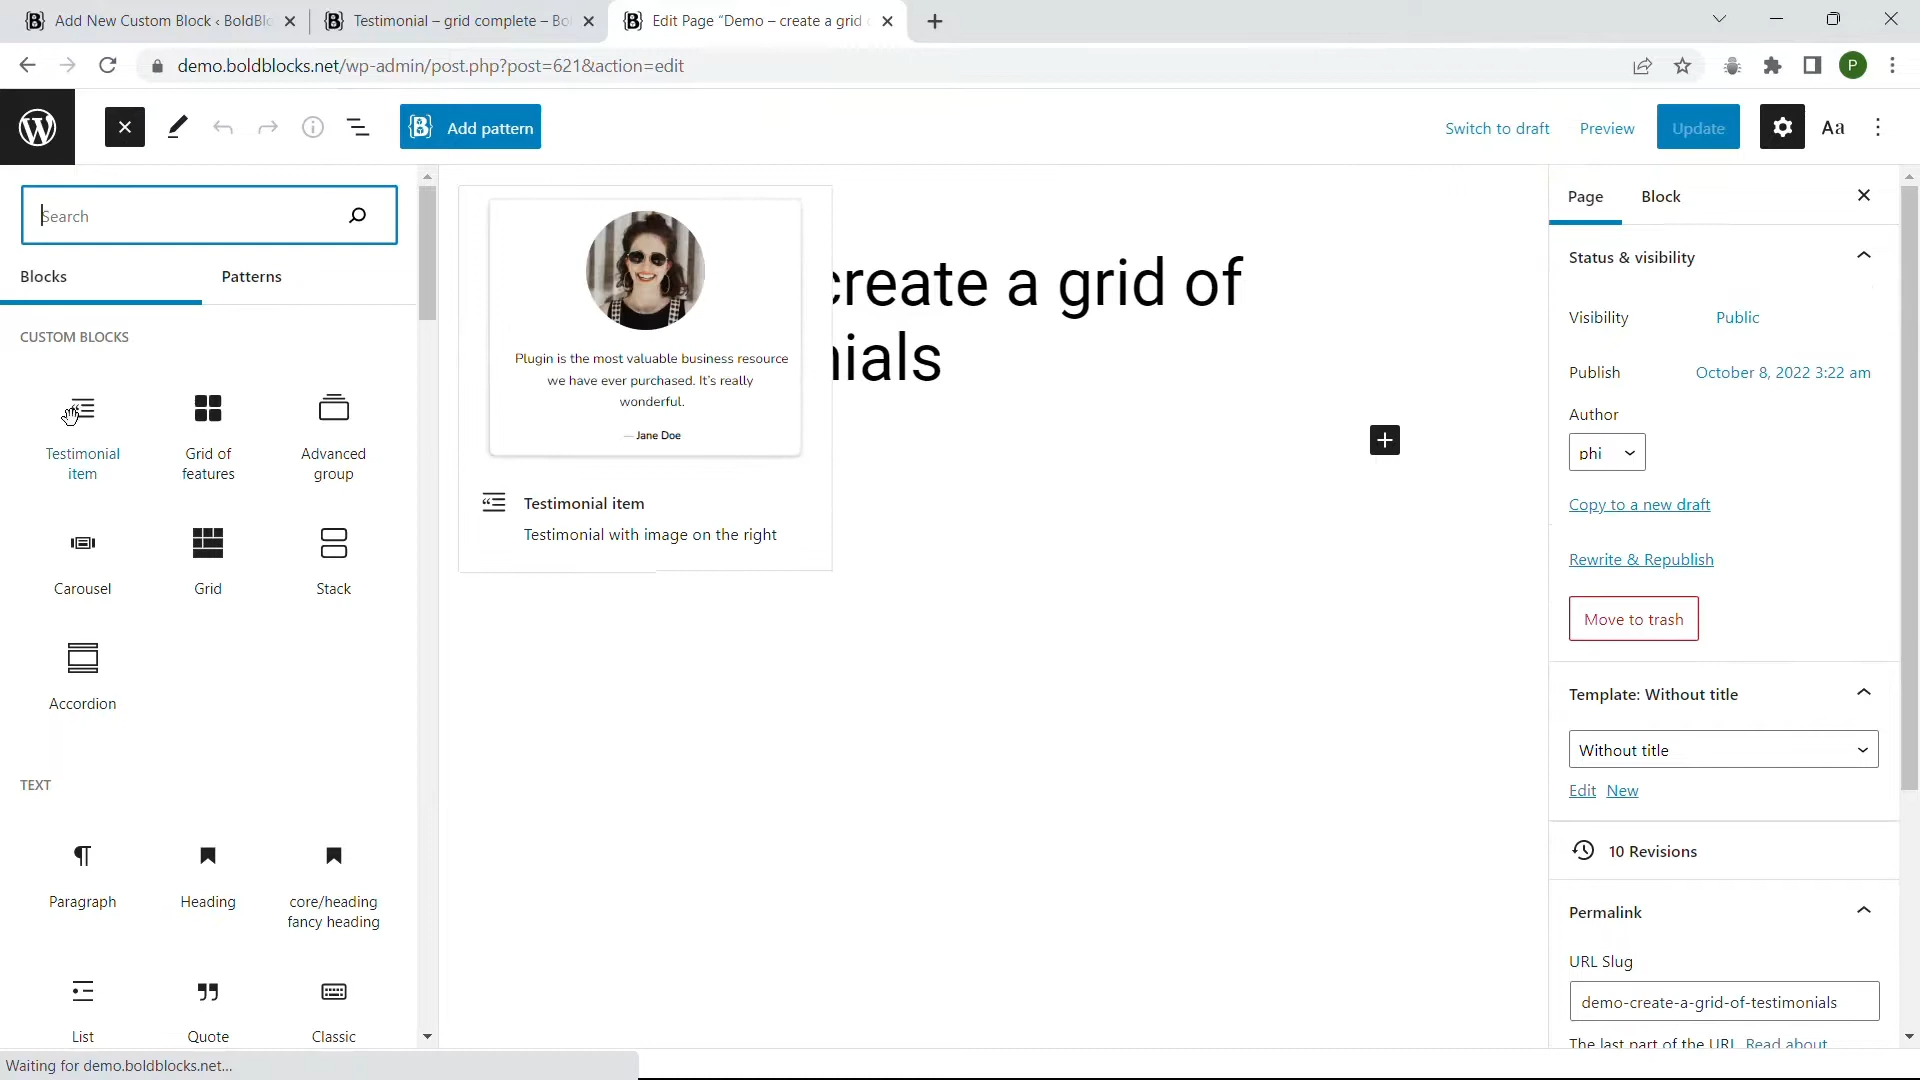 Add New Custom Block ‹ BoldBlo
Testimonial – grid complete – Bo
Edit Page “Demo – create a grid o
demo.boldblocks.net/wp-admin/post.php?post=621&action=edit
P
Add pattern
Switch to draft
Preview
Update
Aa
Search
Blocks
Patterns
CUSTOM BLOCKS
Testimonial
item
Grid of
features
Advanced
group
Carousel
Grid
Stack
Accordion
TEXT
Paragraph
Heading
core/heading
fancy heading
List
Quote
Classic
Waiting for demo.boldblocks.net...
Plugin is the most valuable business resource
we have ever purchased. It's really
wonderful.
— Jane Doe
Testimonial item
Testimonial with image on the right
create a grid of
nials
Page
Block
Status & visibility
Visibility
Public
Publish
October 8, 2022 3:22 am
Author
phi
Copy to a new draft
Rewrite & Republish
Move to trash
Template: Without title
Without title
Edit New
10 Revisions
Permalink
URL Slug
demo-create-a-grid-of-testimonials
The last part of the URL. Read about